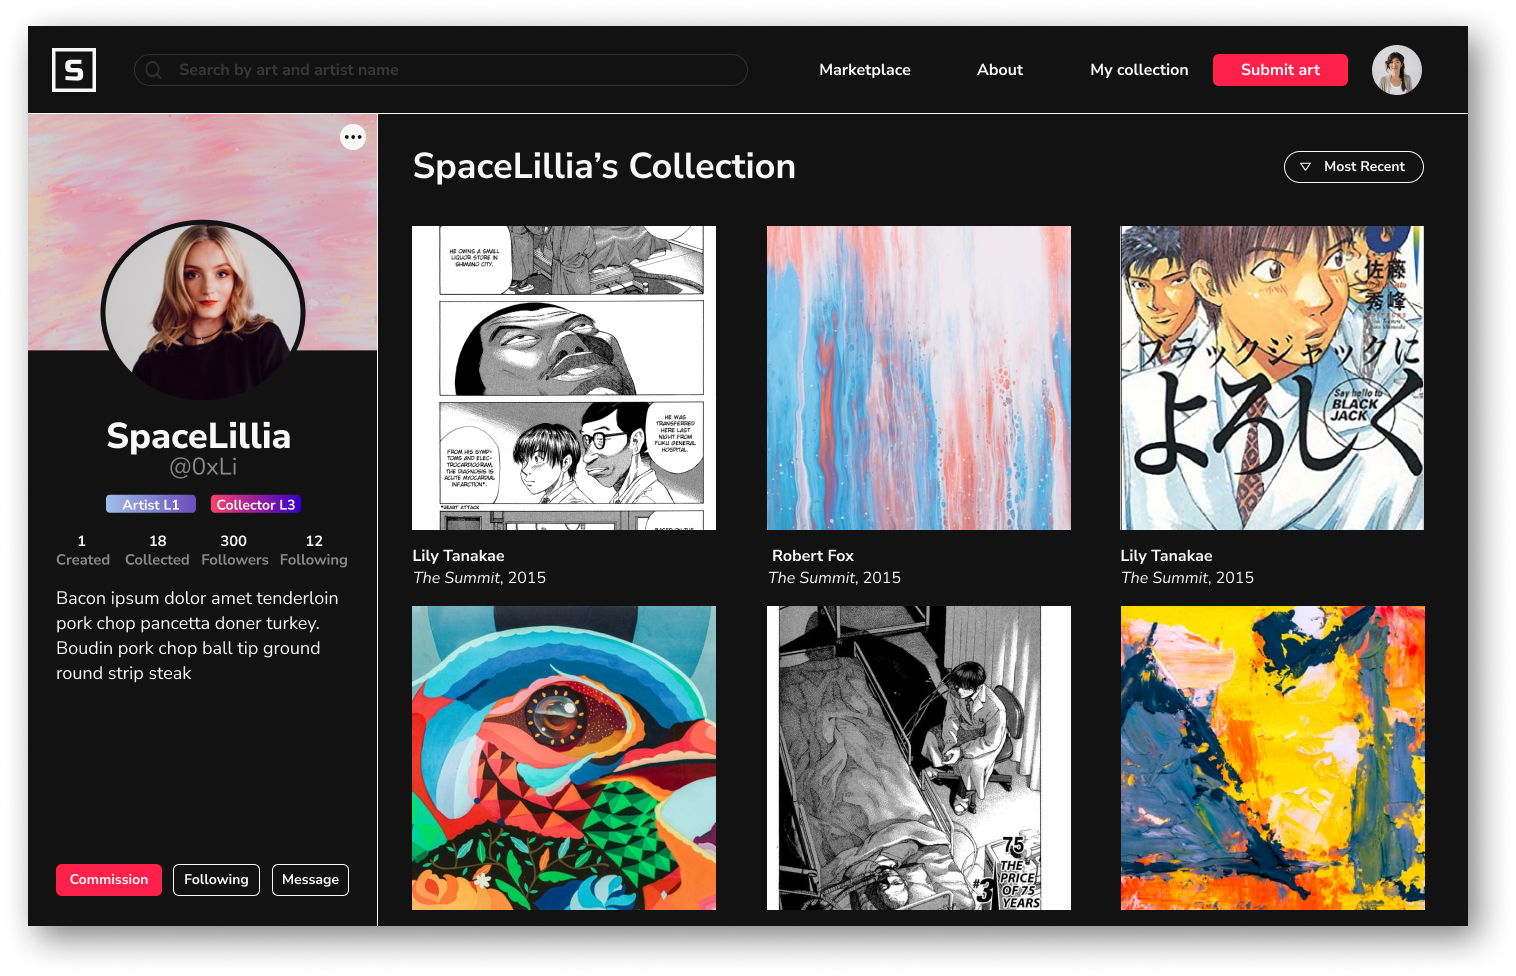 S
Search by art and artist name
Marketplace
About
My collection
Submit art
SpaceLillia
@0xLi
Artist L1
Collector L3
1
Created
18
Collected
300
Followers
12
Following
Bacon ipsum dolor amet tenderloin
pork chop pancetta doner turkey.
Boudin pork chop ball tip ground
round strip steak
Commission
Following
Message
SpaceLillia’s Collection
Most Recent
HE OWNS A SMALL
LIQUOR STORE IN
SHIMANO CITY.
HE WAS
TRANSFERRED
HERE LAST
NIGHT FROM
FUKU GENERAL
HOSPITAL.
FROM HIS SYMP-
TOMS AND ELEC-
TROCARDIOGRAM,
THE DIAGNOSIS IS
ACUTE MYOCARDIAL
INFARCTION*.
*HEART ATTACK
Lily Tanakae
The Summit, 2015
Robert Fox
The Summit, 2015
佐藤
秀峰
ブラックジャックに
よろしく
Say hello to
BLACK
JACK
Lily Tanakae
The Summit, 2015
75
THE
PRICE
OF 75
YEARS
#3